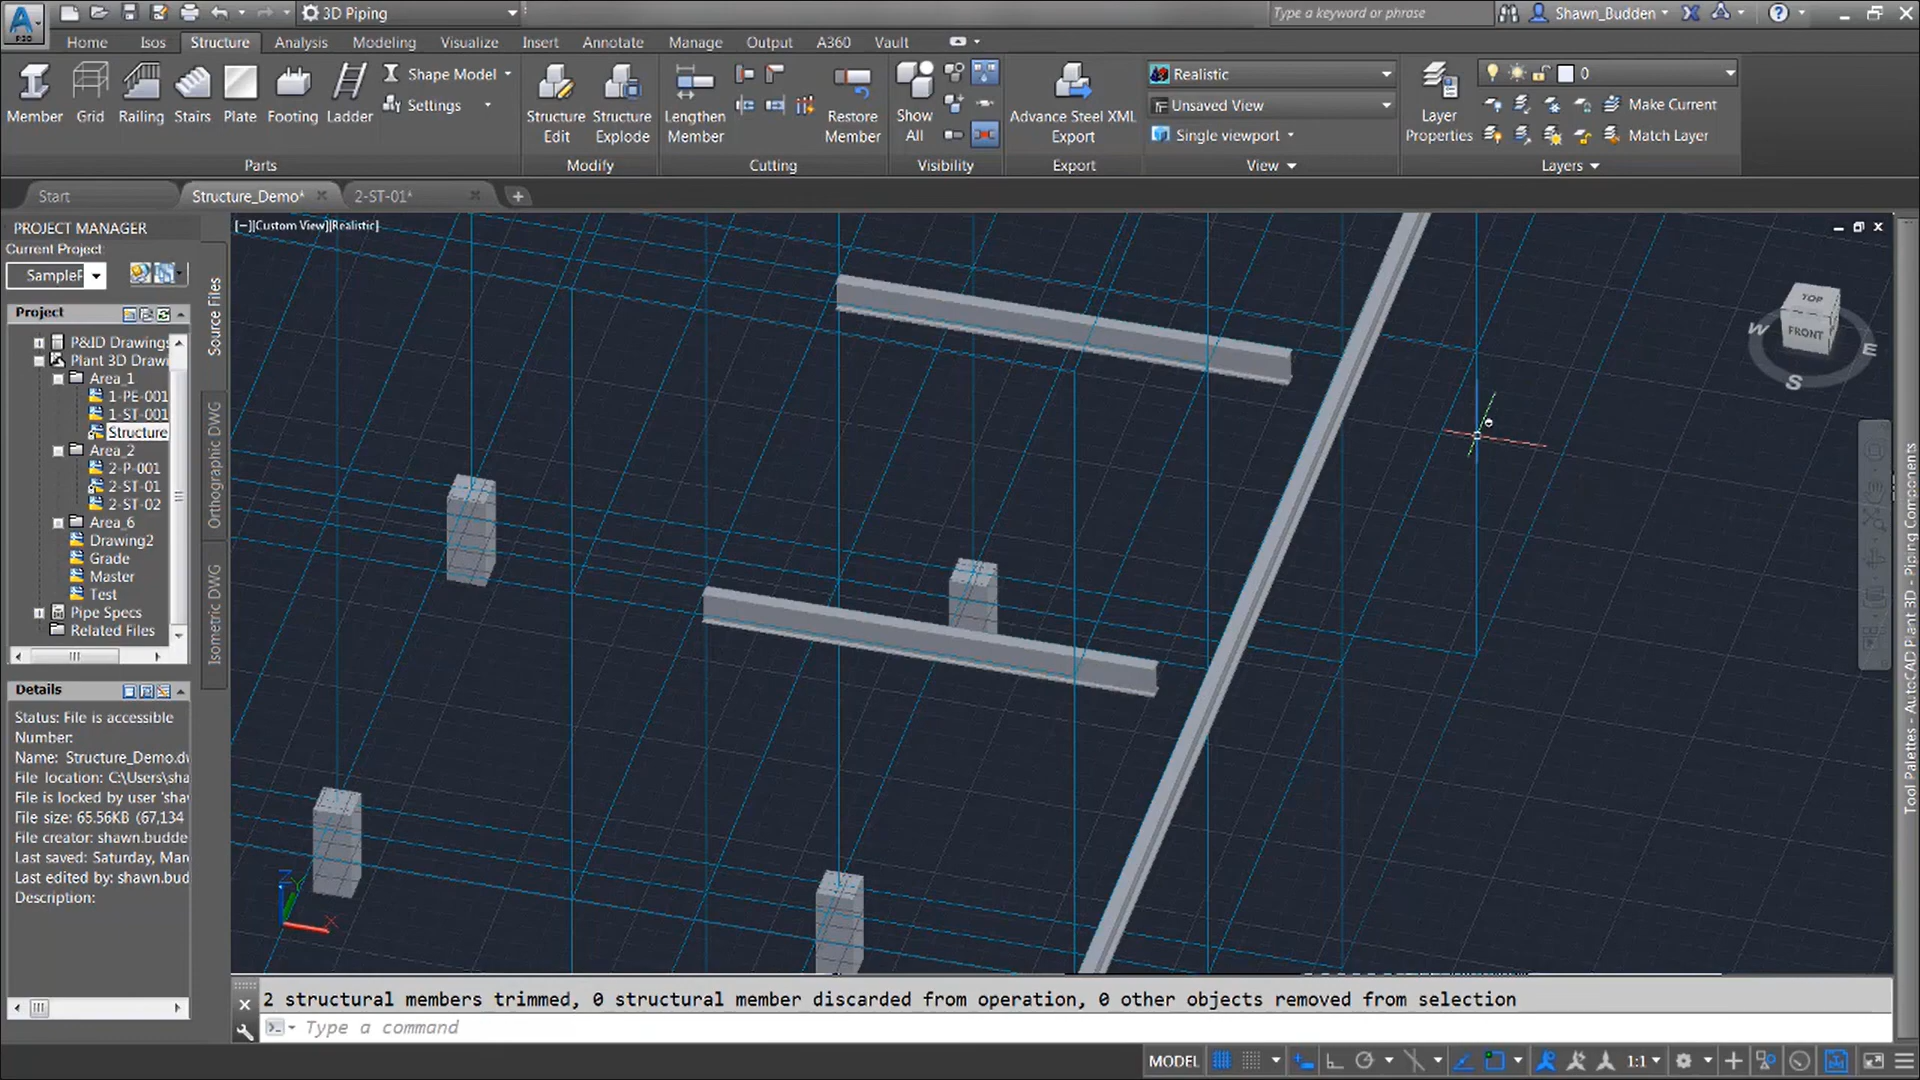 3D Piping
Type a keyword or phrase
Shawn_Budden
Home Isos Structure Analysis Modeling Visualize Insert Annotate Manage Output A360 Vault
Member Grid Railing Stairs Plate Footing Ladder
Shape Model
Settings
Structure Edit
Structure Explode
Lengthen Member
Restore Member
Show All
Advance Steel XML Export
Realistic
Unsaved View
Single viewport
Layer Properties
0
Make Current
Match Layer
Parts Modify Cutting Visibility Export View Layers
Start Structure_Demo* 2-ST-01*
PROJECT MANAGER
Current Project:
SampleF
Project
P&ID Drawings
Plant 3D Drawi
Area_1
1-PE-001
1-ST-001
Structure
Area_2
2-P-001
2-ST-01
2-ST-02
Area_6
Drawing2
Grade
Master
Test
Pipe Specs
Related Files
Source Files
Orthographic DWG
Isometric DWG
Details
Status: File is accessible
Number:
Name: Structure_Demo.d
File location: C:\Users\sha
File is locked by user 'shav
File size: 65.56KB (67,134
File creator: shawn.budde
Last saved: Saturday, Mar
Last edited by: shawn.bud
Description:
[−][Custom View][Realistic]
TOP
FRONT
W
E
S
Z
X
Tool Palettes - AutoCAD Plant 3D - Piping Components
2 structural members trimmed, 0 structural member discarded from operation, 0 other objects removed from selection
Type a command
MODEL
1:1